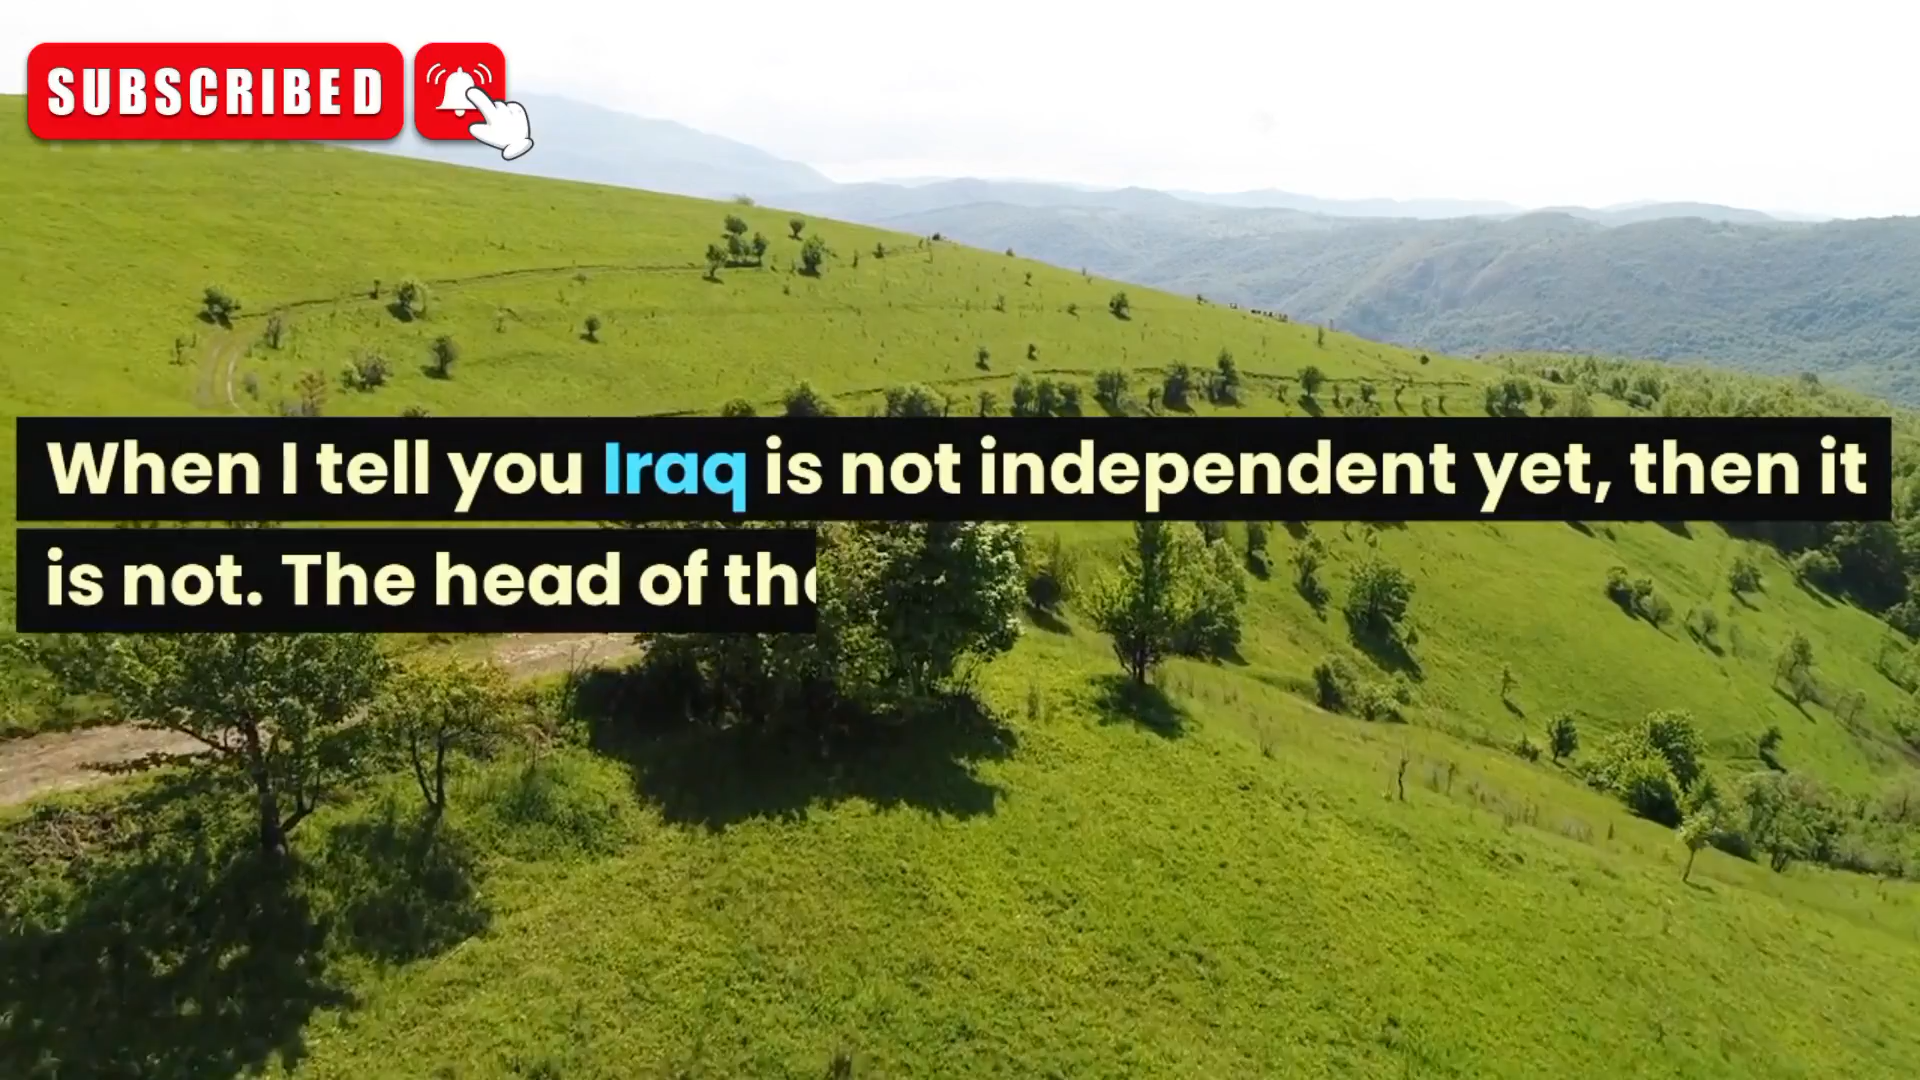 SUBSCRIBED
When I tell you Iraq is not independent yet, then it
is not. The head of the